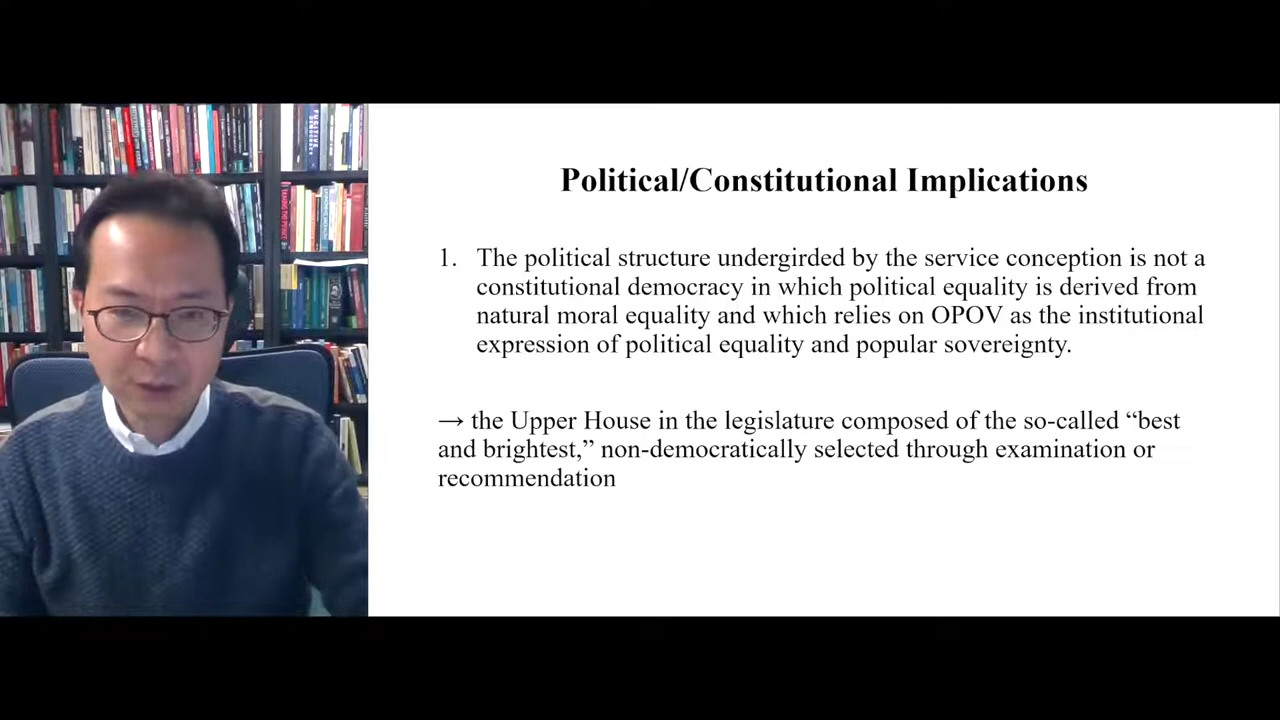 FUGITIVE DEMOCRACY
Political/Constitutional Implications
1. The political structure undergirded by the service conception is not a
constitutional democracy in which political equality is derived from
natural moral equality and which relies on OPOV as the institutional
expression of political equality and popular sovereignty.
→ the Upper House in the legislature composed of the so-called “best
and brightest,” non-democratically selected through examination or
recommendation